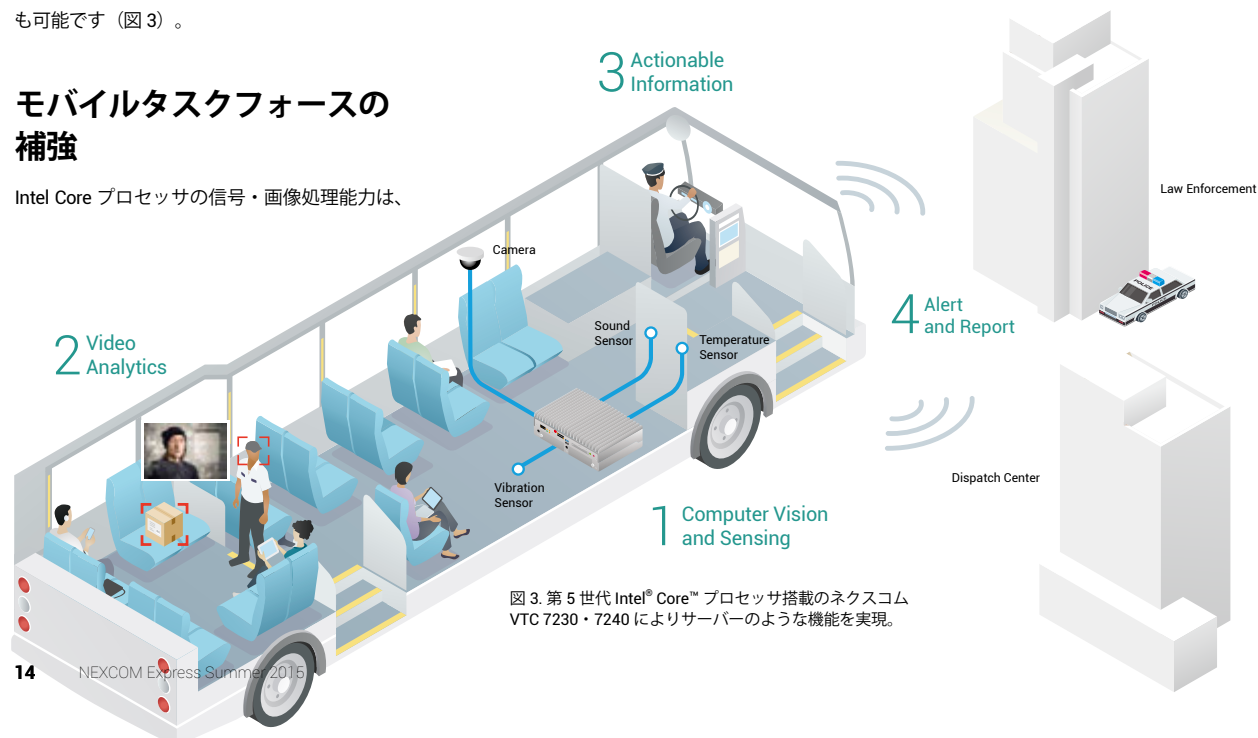 も可能です（図 3）。
モバイルタスクフォースの
補強
Intel Core プロセッサの信号・画像処理能力は、
3 Actionable
Information
Law Enforcement
Camera
2 Video
Analytics
Sound
Sensor
Temperature
Sensor
4 Alert
and Report
POLICE
Vibration
Sensor
Dispatch Center
1 Computer Vision
and Sensing
図 3. 第 5 世代 Intel® Core™ プロセッサ搭載のネクスコム
VTC 7230・7240 によりサーバーのような機能を実現。
14 NEXCOM Express Summer 2015